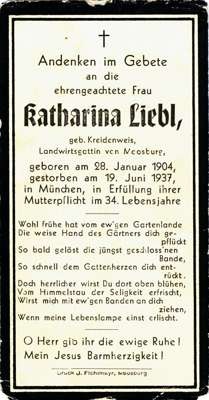 Andenken im Gebete
an die
ehrengeachtete Frau
Katharina Liebl,
geb. Kreidenweis,
Landwirtsgattin von Moosburg,
geboren am 28. Januar 1904,
gestorben am 19. Juni 1937,
in München, in Erfüllung ihrer
Mutterpflicht im 34. Lebensjahre
Wohl frühe hat vom ew'gen Gartenlande
Die weise Hand des Gärtners dich ge-
pflückt
So bald gelöst die jüngst geschloss'nen
Bande,
So schnell dem Gattenherzen dich ent-
rückt.
Doch herrlicher wirst Du dort oben blühen,
Vom Himmelstau der Seligkeit erfrischt,
Wirst mich mit ew'gen Banden an dich
ziehen,
Wenn meine Lebenslampe einst erlischt.
O Herr gib ihr die ewige Ruhe!
Mein Jesus Barmherzigkeit!
Druck J. Moosburg